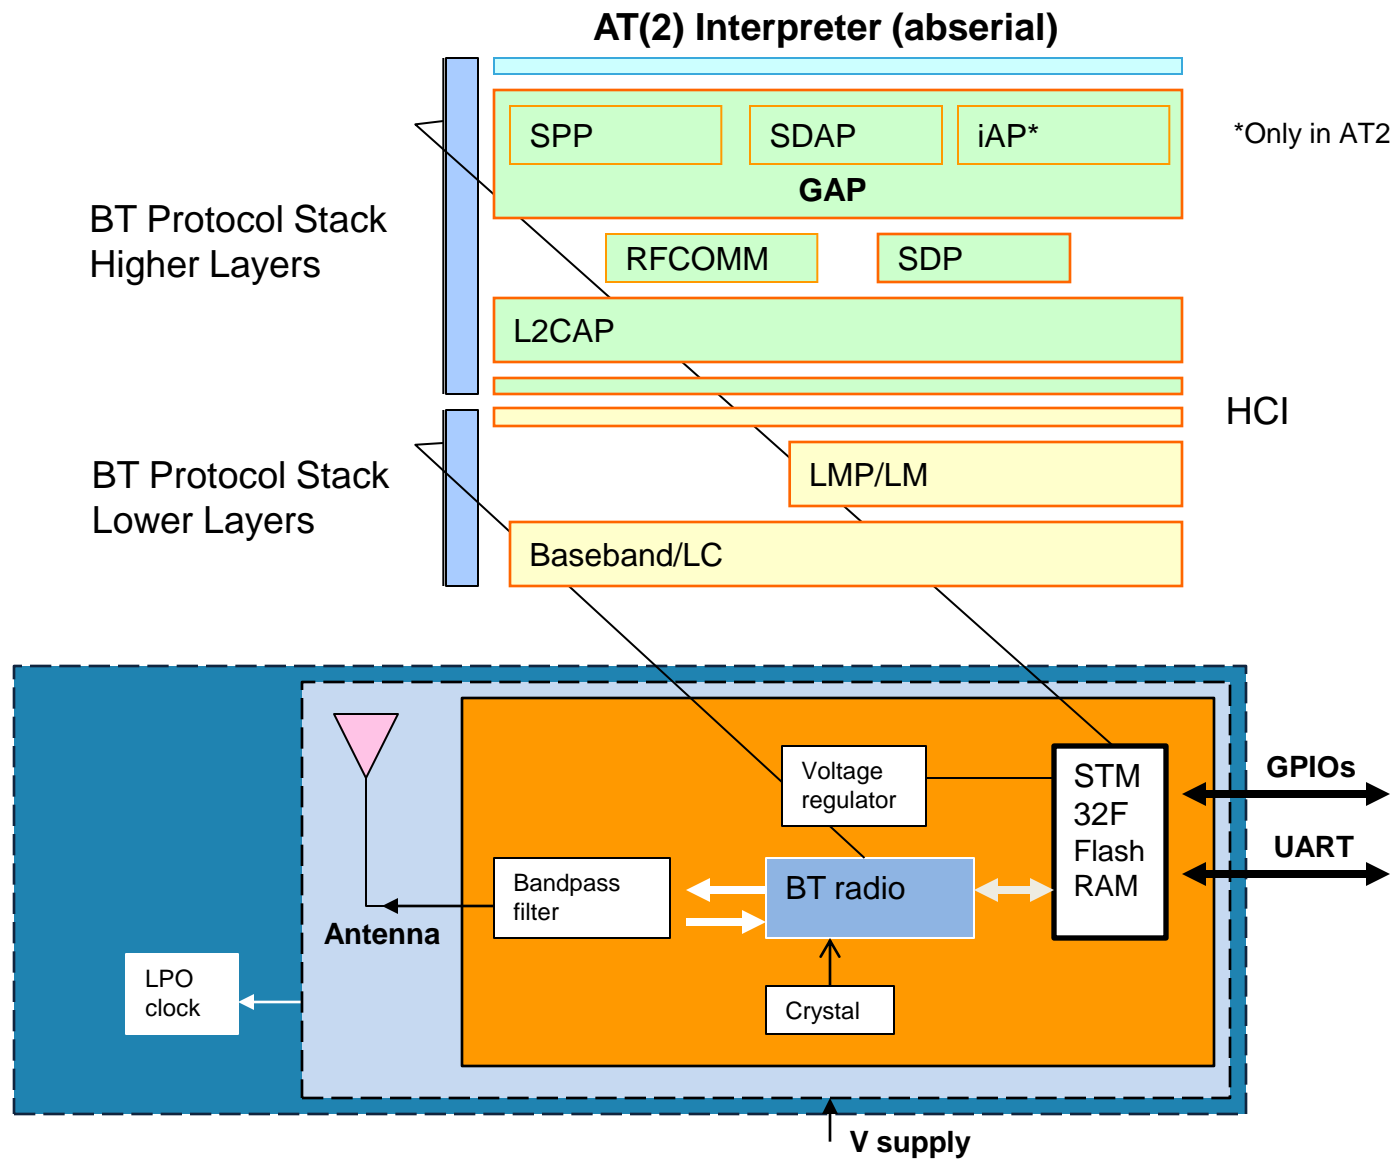 AT(2) Interpreter (abserial)
SPP
SDAP
iAP*
*Only in AT2
GAP
BT Protocol Stack
Higher Layers
RFCOMM
SDP
L2CAP
HCI
BT Protocol Stack
Lower Layers
LMP/LM
Baseband/LC
Voltage
regulator
STM
32F
Flash
RAM
GPIOs
UART
Bandpass
filter
BT radio
Antenna
LPO
clock
Crystal
V supply